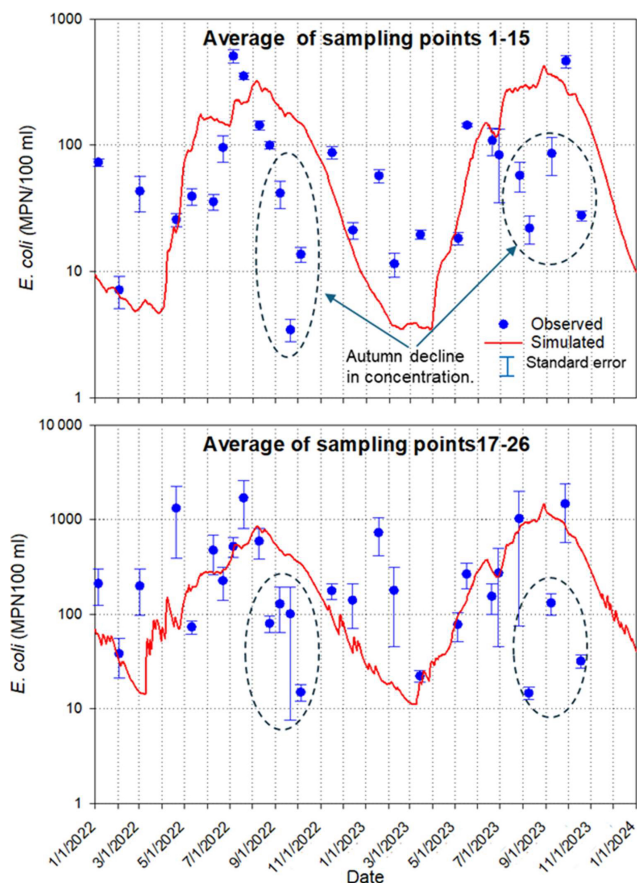 Average of sampling points 1-15
1000
100
10
1
E. coli (MPN/100 ml)
Autumn decline
in concentration.
Observed
Simulated
Standard error
Average of sampling points17-26
10 000
1000
100
10
1
E. coli (MPN100 ml)
1/1/2022
3/1/2022
5/1/2022
7/1/2022
9/1/2022
11/1/2022
1/1/2023
3/1/2023
5/1/2023
7/1/2023
9/1/2023
11/1/2023
1/1/2024
Date